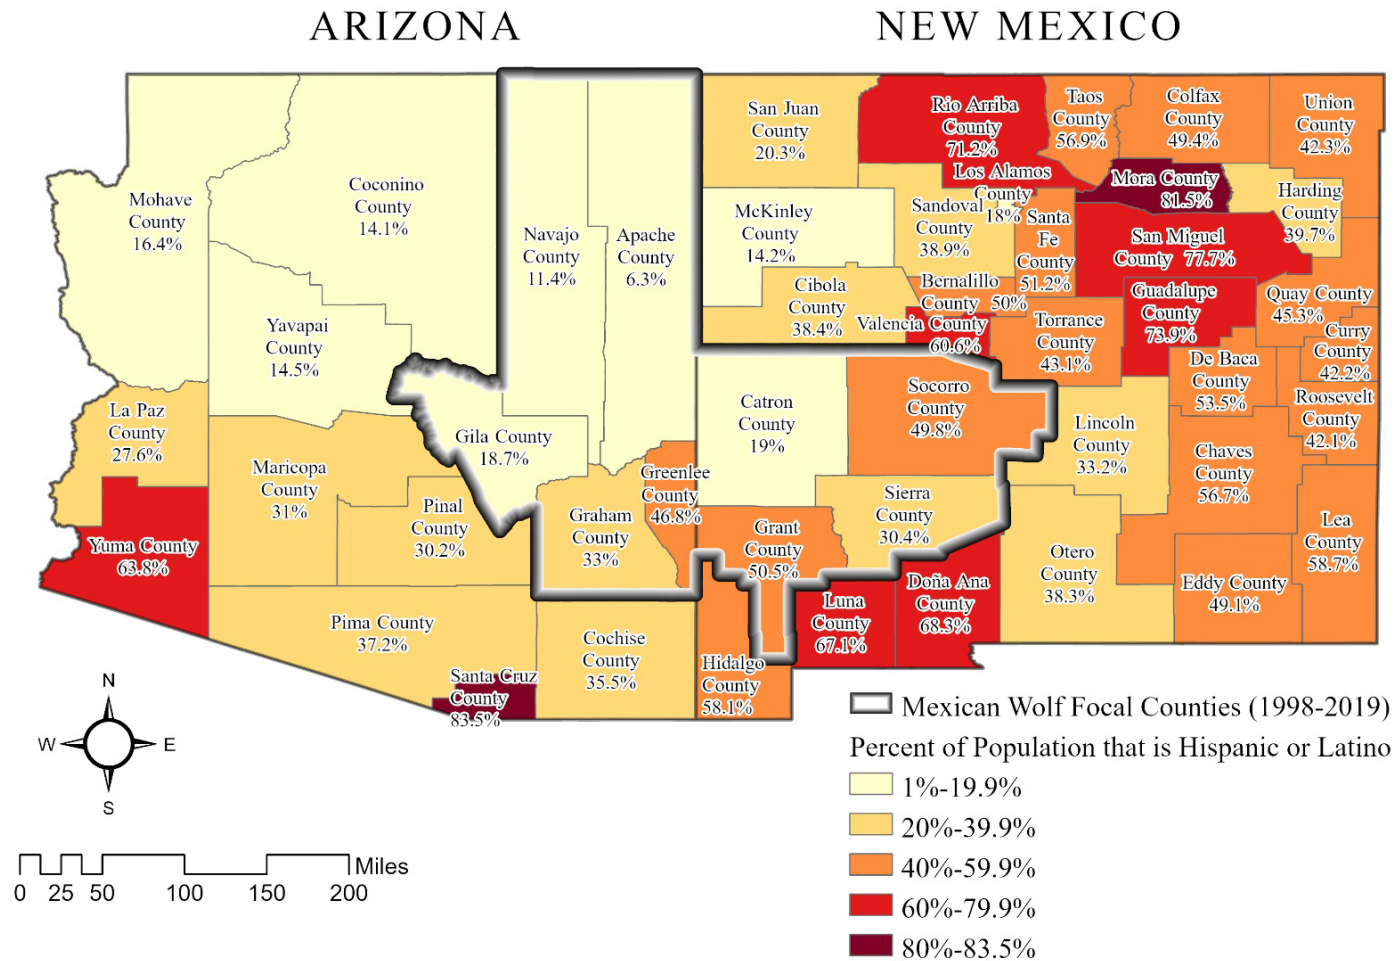 ARIZONA
NEW MEXICO
Mohave
County
16.4%
Coconino
County
14.1%
Navajo
County
11.4%
Apache
County
6.3%
Yavapai
County
14.5%
La Paz
County
27.6%
Maricopa
County
31%
Gila County
18.7%
Pinal
County
30.2%
Graham
County
33%
Greenlee
County
46.8%
Yuma County
63.8%
Pima County
37.2%
Santa Cruz
County
83.5%
Cochise
County
35.5%
San Juan
County
20.3%
Rio Arriba
County
71.2%
Taos
County
56.9%
Colfax
County
49.4%
Union
County
42.3%
Los Alamos
County
18%
Mora County
81.5%
Harding
County
39.7%
McKinley
County
14.2%
Sandoval
County
38.9%
Santa
Fe
County
51.2%
San Miguel
County 77.7%
Cibola
County
38.4%
Bernalillo
County 50%
Valencia County
60.6%
Torrance
County
43.1%
Guadalupe
County
73.9%
Quay County
45.3%
Curry
County
42.2%
De Baca
County
53.5%
Roosevelt
County
42.1%
Catron
County
19%
Socorro
County
49.8%
Lincoln
County
33.2%
Chaves
County
56.7%
Sierra
County
30.4%
Grant
County
50.5%
Otero
County
38.3%
Lea
County
58.7%
Eddy County
49.1%
Doña Ana
County
68.3%
Luna
County
67.1%
Hidalgo
County
58.1%
N
W
E
S
Miles
0 25 50 100 150 200
Mexican Wolf Focal Counties (1998-2019)
Percent of Population that is Hispanic or Latino
1%-19.9%
20%-39.9%
40%-59.9%
60%-79.9%
80%-83.5%